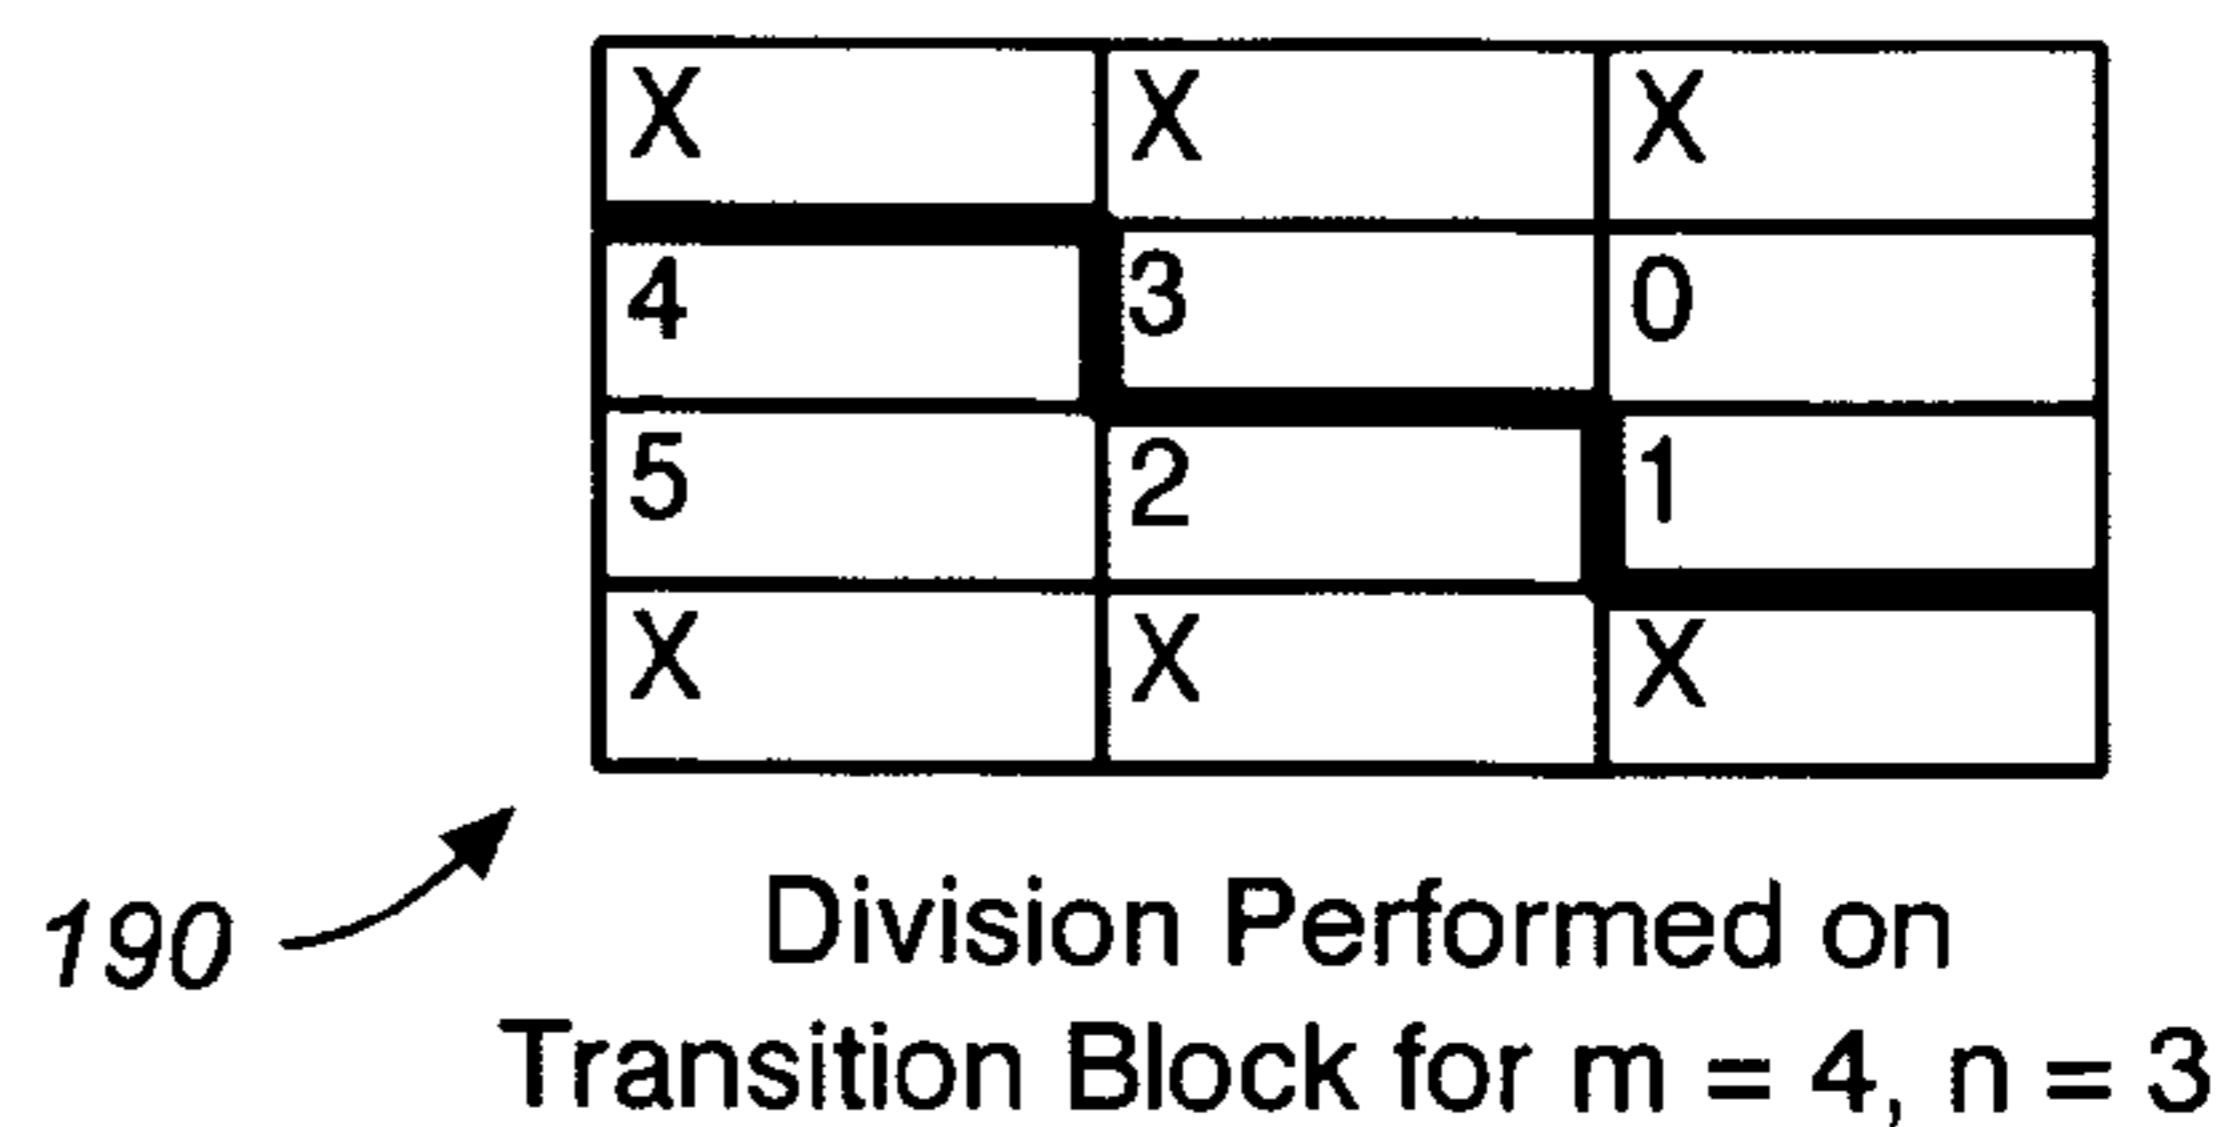 X X X
4 3 0
5 2 1
X X X
190
Division Performed on
Transition Block for m = 4, n = 3